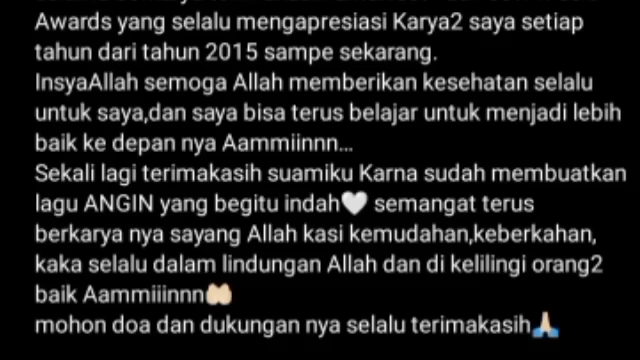 Awards yang selalu mengapresiasi Karya2 saya setiap
tahun dari tahun 2015 sampe sekarang.
InsyaAllah semoga Allah memberikan kesehatan selalu
untuk saya,dan saya bisa terus belajar untuk menjadi lebih
baik ke depan nya Aammiinnn...
Sekali lagi terimakasih suamiku Karna sudah membuatkan
lagu ANGIN yang begitu indah🤍 semangat terus
berkarya nya sayang Allah kasi kemudahan,keberkahan,
kaka selalu dalam lindungan Allah dan di kelilingi orang2
baik Aammiiinnn🤲🏻
mohon doa dan dukungan nya selalu terimakasih🙏🏻